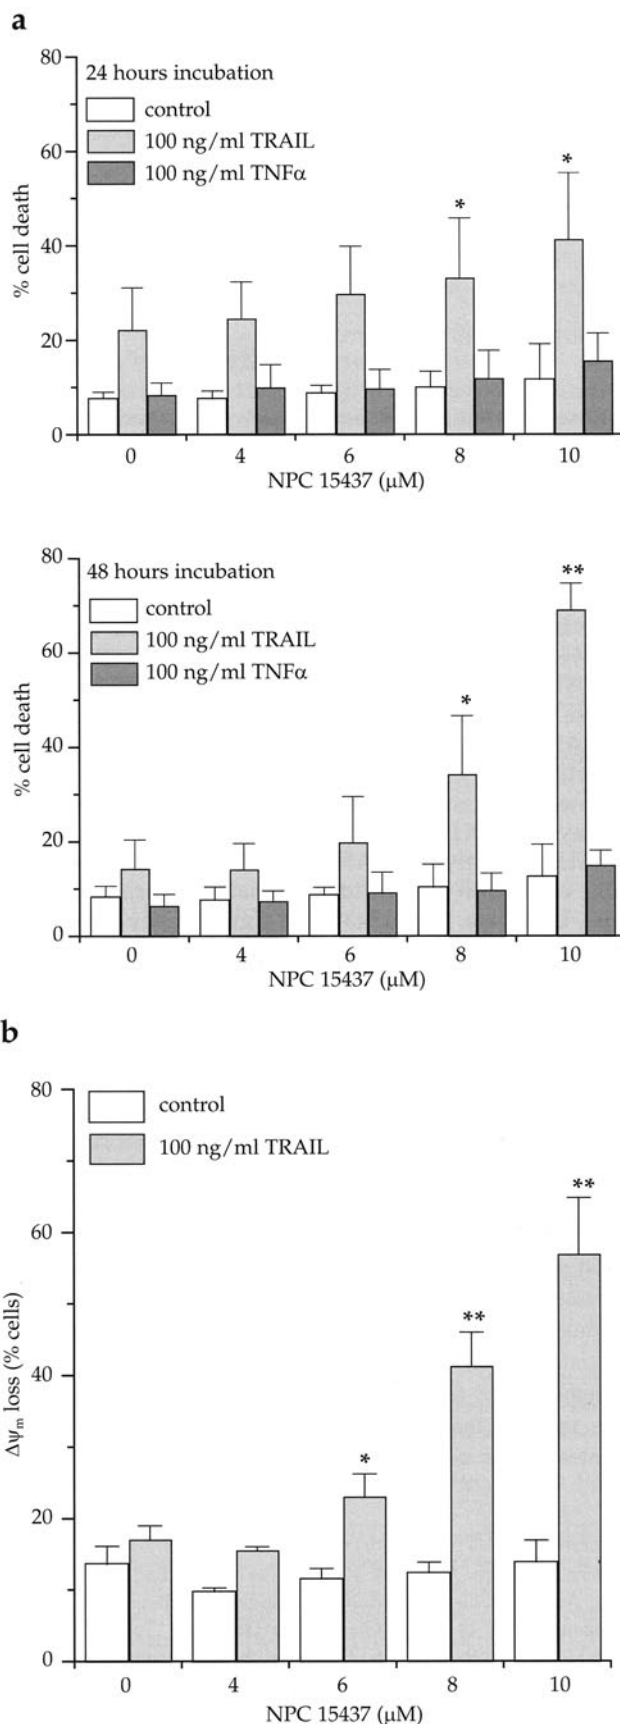 a
80
60
40
20
0
% cell death
24 hours incubation
control
100 ng/ml TRAIL
100 ng/ml TNFα
*
*
0 4 6 8 10
NPC 15437 (μM)
80
60
40
20
0
% cell death
48 hours incubation
control
100 ng/ml TRAIL
100 ng/ml TNFα
*
**
0 4 6 8 10
NPC 15437 (μM)
b
80
60
40
20
0
Δψm loss (% cells)
control
100 ng/ml TRAIL
*
**
**
0 4 6 8 10
NPC 15437 (μM)